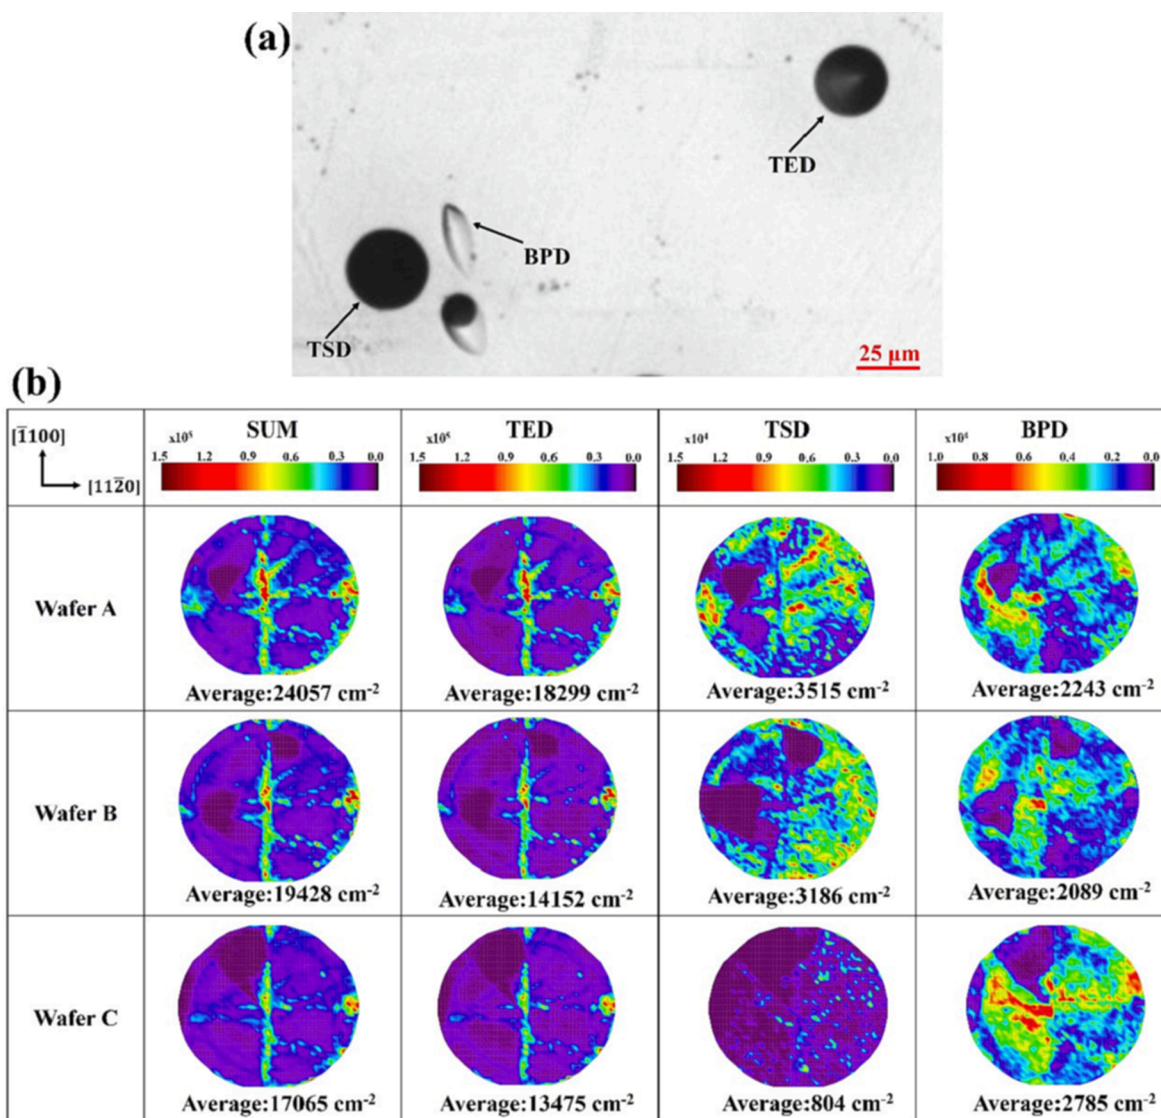 (a)
TED
BPD
TSD
25 μm
(b)
[1̅100]
[112̅0]
SUM
x10⁵
1.5 1.2 0.9 0.6 0.3 0.0
TED
x10⁵
1.5 1.2 0.9 0.6 0.3 0.0
TSD
x10⁴
1.5 1.2 0.9 0.6 0.3 0.0
BPD
x10⁴
1.0 0.8 0.6 0.4 0.2 0.0
Wafer A
Average:24057 cm⁻²
Average:18299 cm⁻²
Average:3515 cm⁻²
Average:2243 cm⁻²
Wafer B
Average:19428 cm⁻²
Average:14152 cm⁻²
Average:3186 cm⁻²
Average:2089 cm⁻²
Wafer C
Average:17065 cm⁻²
Average:13475 cm⁻²
Average:804 cm⁻²
Average:2785 cm⁻²